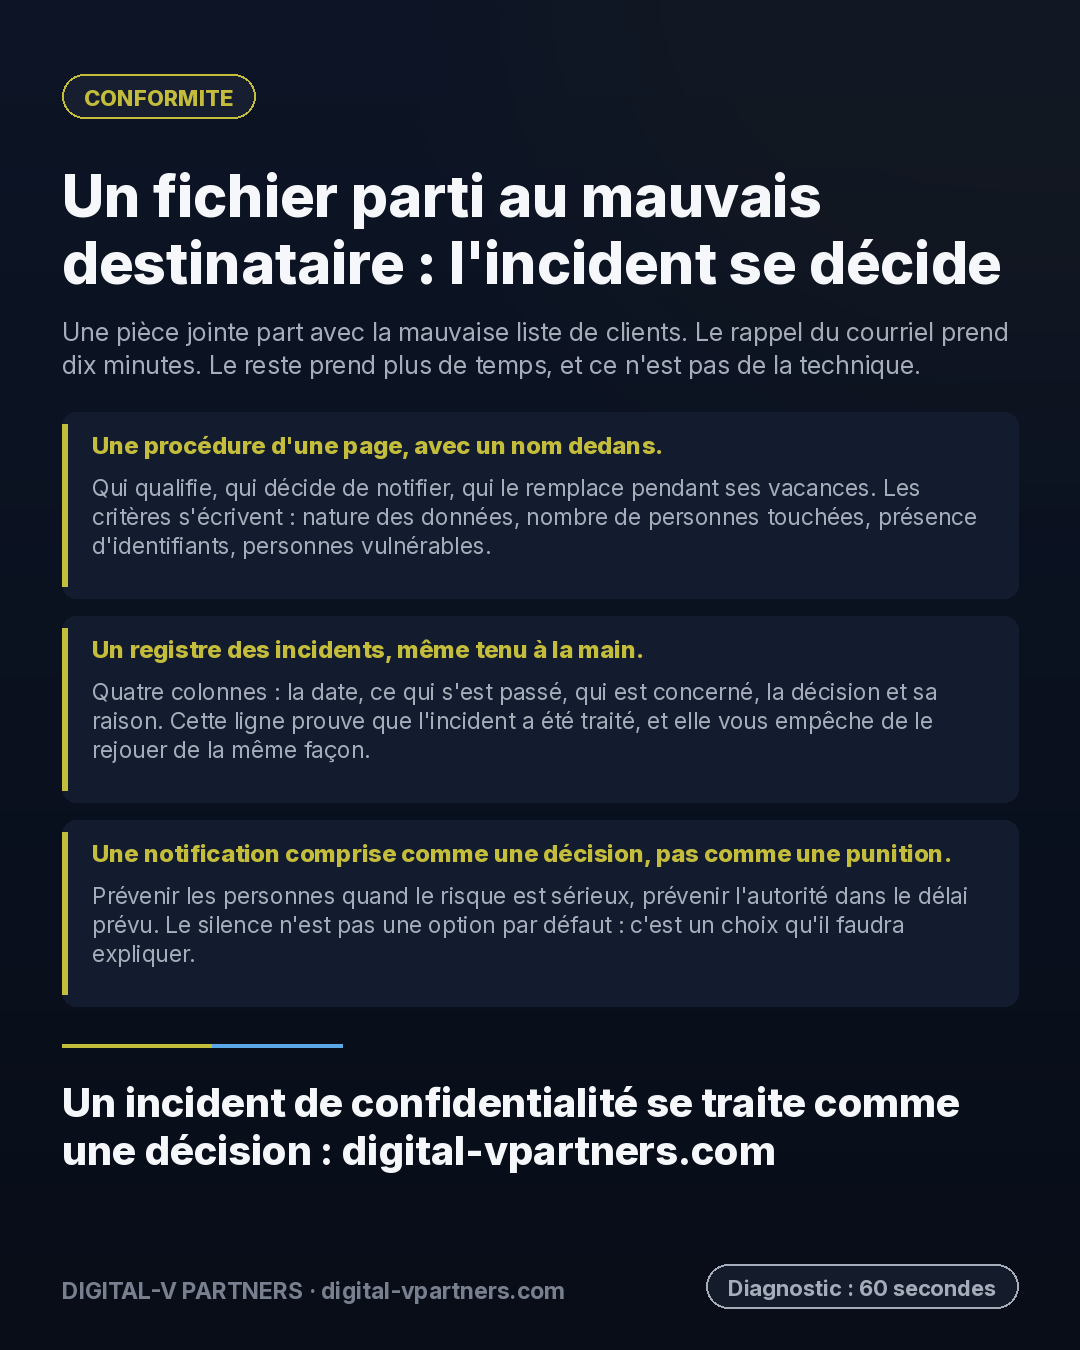 CONFORMITE
Un fichier parti au mauvais
destinataire : l'incident se décide
Une pièce jointe part avec la mauvaise liste de clients. Le rappel du courriel prend
dix minutes. Le reste prend plus de temps, et ce n'est pas de la technique.
Une procédure d'une page, avec un nom dedans.
Qui qualifie, qui décide de notifier, qui le remplace pendant ses vacances. Les
critères s'écrivent : nature des données, nombre de personnes touchées, présence
d'identifiants, personnes vulnérables.
Un registre des incidents, même tenu à la main.
Quatre colonnes : la date, ce qui s'est passé, qui est concerné, la décision et sa
raison. Cette ligne prouve que l'incident a été traité, et elle vous empêche de le
rejouer de la même façon.
Une notification comprise comme une décision, pas comme une punition.
Prévenir les personnes quand le risque est sérieux, prévenir l'autorité dans le délai
prévu. Le silence n'est pas une option par défaut : c'est un choix qu'il faudra
expliquer.
Un incident de confidentialité se traite comme
une décision : digital-vpartners.com
DIGITAL-V PARTNERS · digital-vpartners.com
Diagnostic : 60 secondes